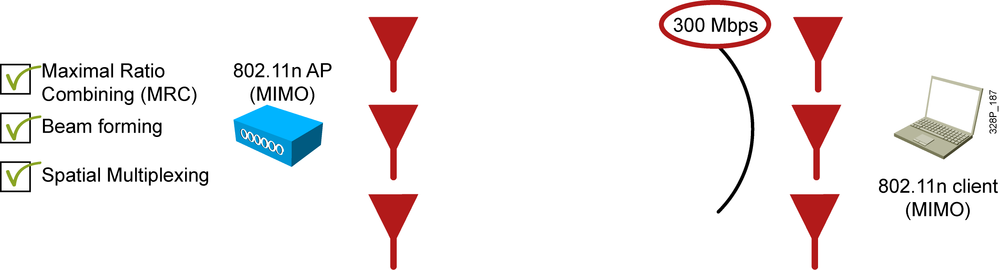 Maximal Ratio
Combining (MRC)
Beam forming
Spatial Multiplexing
802.11n AP
(MIMO)
300 Mbps
802.11n client
(MIMO)
328P_187